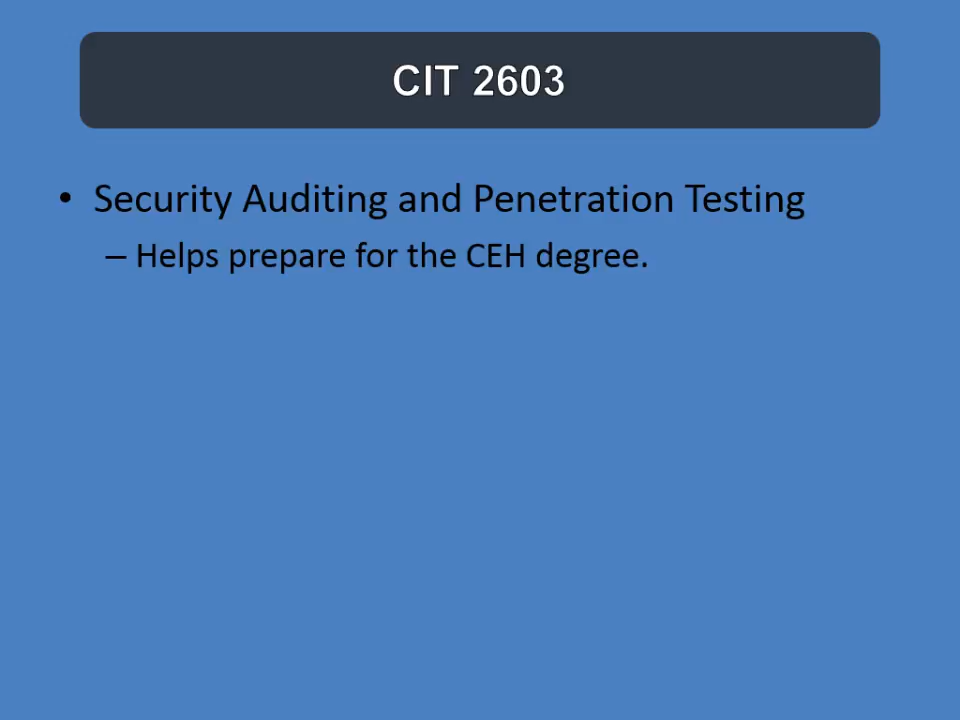 CIT 2603
• Security Auditing and Penetration Testing
– Helps prepare for the CEH degree.